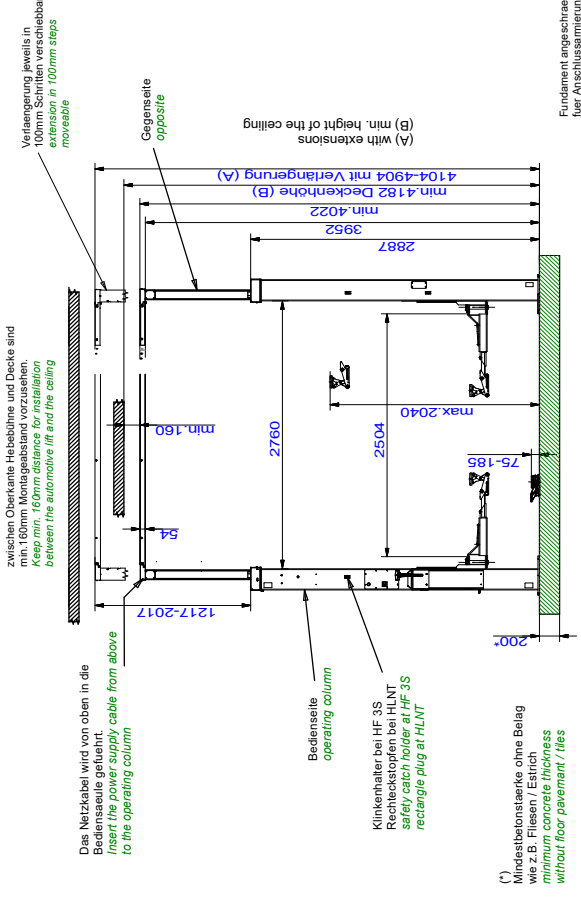 zwischen Oberkante Hebebühne und Decke sind
min.160mm Montageabstand vorzusehen.
Keep min. 160mm distance for installation
between the automotive lift and the ceiling
Verlaengerung jeweils in
100mm Schritten verschiebbar
extension in 100mm steps
moveable
Das Netzkabel wird von oben in die
Bediensaeule gefuehrt.
Insert the power supply cable from above
to the operating column
Gegenseite
opposite
(A) with extensions
(B) min. height of the ceiling
4104-4904 mit Verlängerung (A)
min.4182 Deckenhöhe (B)
min.4022
3952
2887
min.160
54
1217-2017
2760
2504
max.2040
75-185
200*
Bedienseite
operating column
Klinkenhalter bei HF 3S
Rechteckstopfen bei HLNT
safety catch holder at HF 3S
rectangle plug at HLNT
(*)
Mindestbetonstaerke ohne Belag
wie z.B. Fliesen / Estrich
minimum concrete thickness
without floor pavement / tiles
Fundament angeschrae
fuer Anschlussarmierun